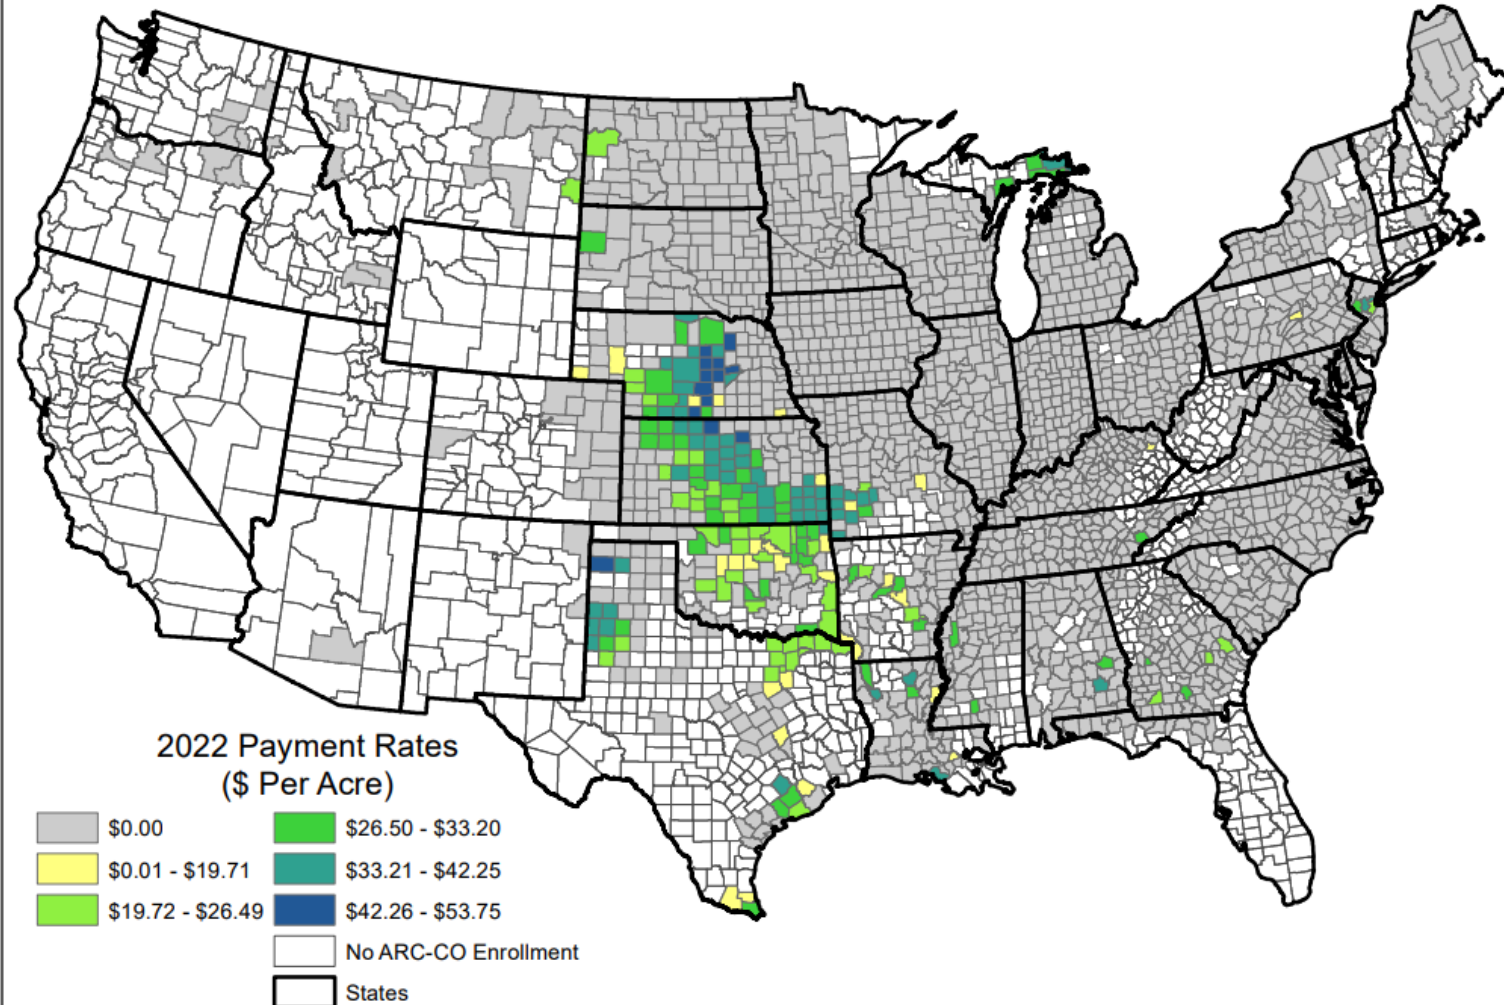 2022 Payment Rates
($ Per Acre)
$0.00
$0.01 - $19.71
$19.72 - $26.49
$26.50 - $33.20
$33.21 - $42.25
$42.26 - $53.75
No ARC-CO Enrollment
States